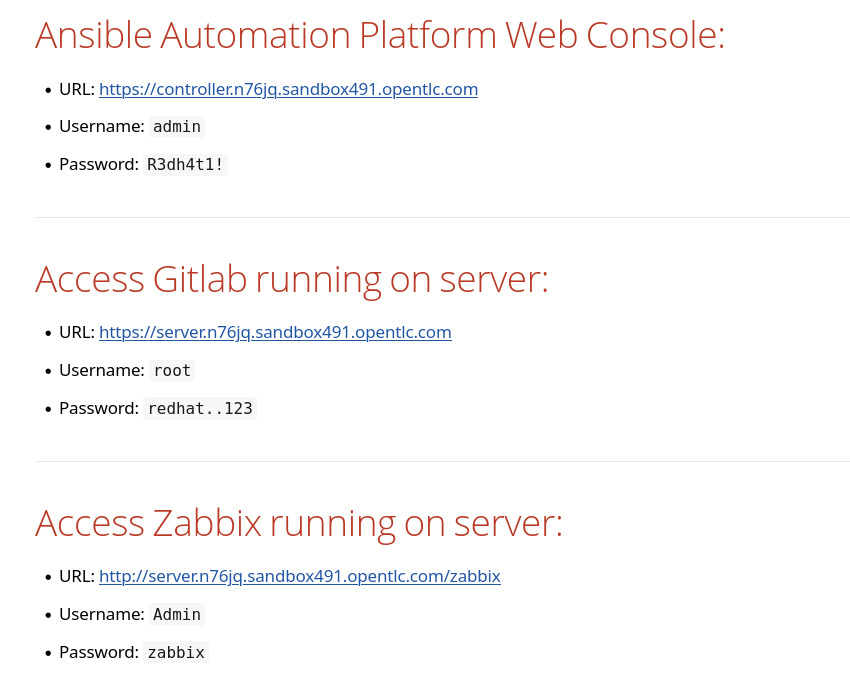 Ansible Automation Platform Web Console:
• URL: https://controller.n76jq.sandbox491.opentlc.com
• Username: admin
• Password: R3dh4t1!
Access Gitlab running on server:
• URL: https://server.n76jq.sandbox491.opentlc.com
• Username: root
• Password: redhat..123
Access Zabbix running on server:
• URL: http://server.n76jq.sandbox491.opentlc.com/zabbix
• Username: Admin
• Password: zabbix